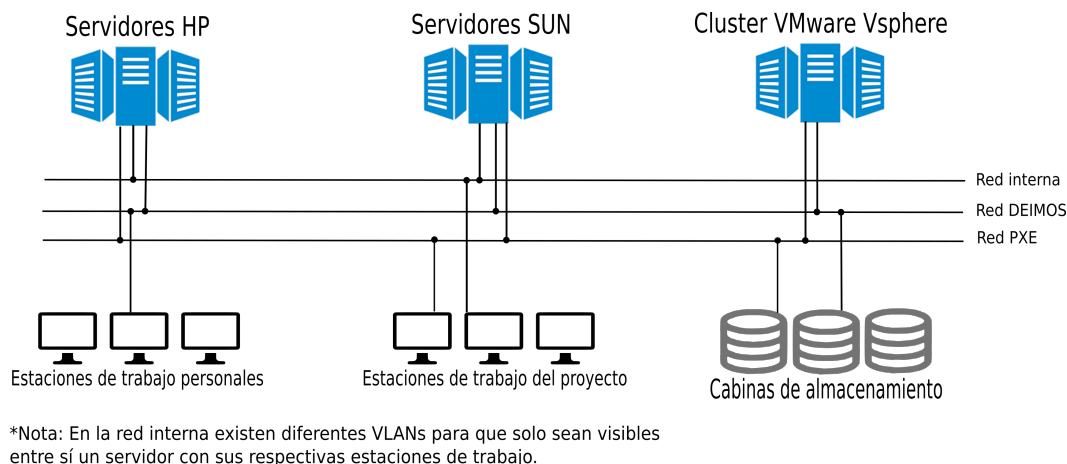 Servidores HP
Servidores SUN
Cluster VMware Vsphere
Red interna
Red DEIMOS
Red PXE
Estaciones de trabajo personales
Estaciones de trabajo del proyecto
Cabinas de almacenamiento
*Nota: En la red interna existen diferentes VLANs para que solo sean visibles
entre sí un servidor con sus respectivas estaciones de trabajo.